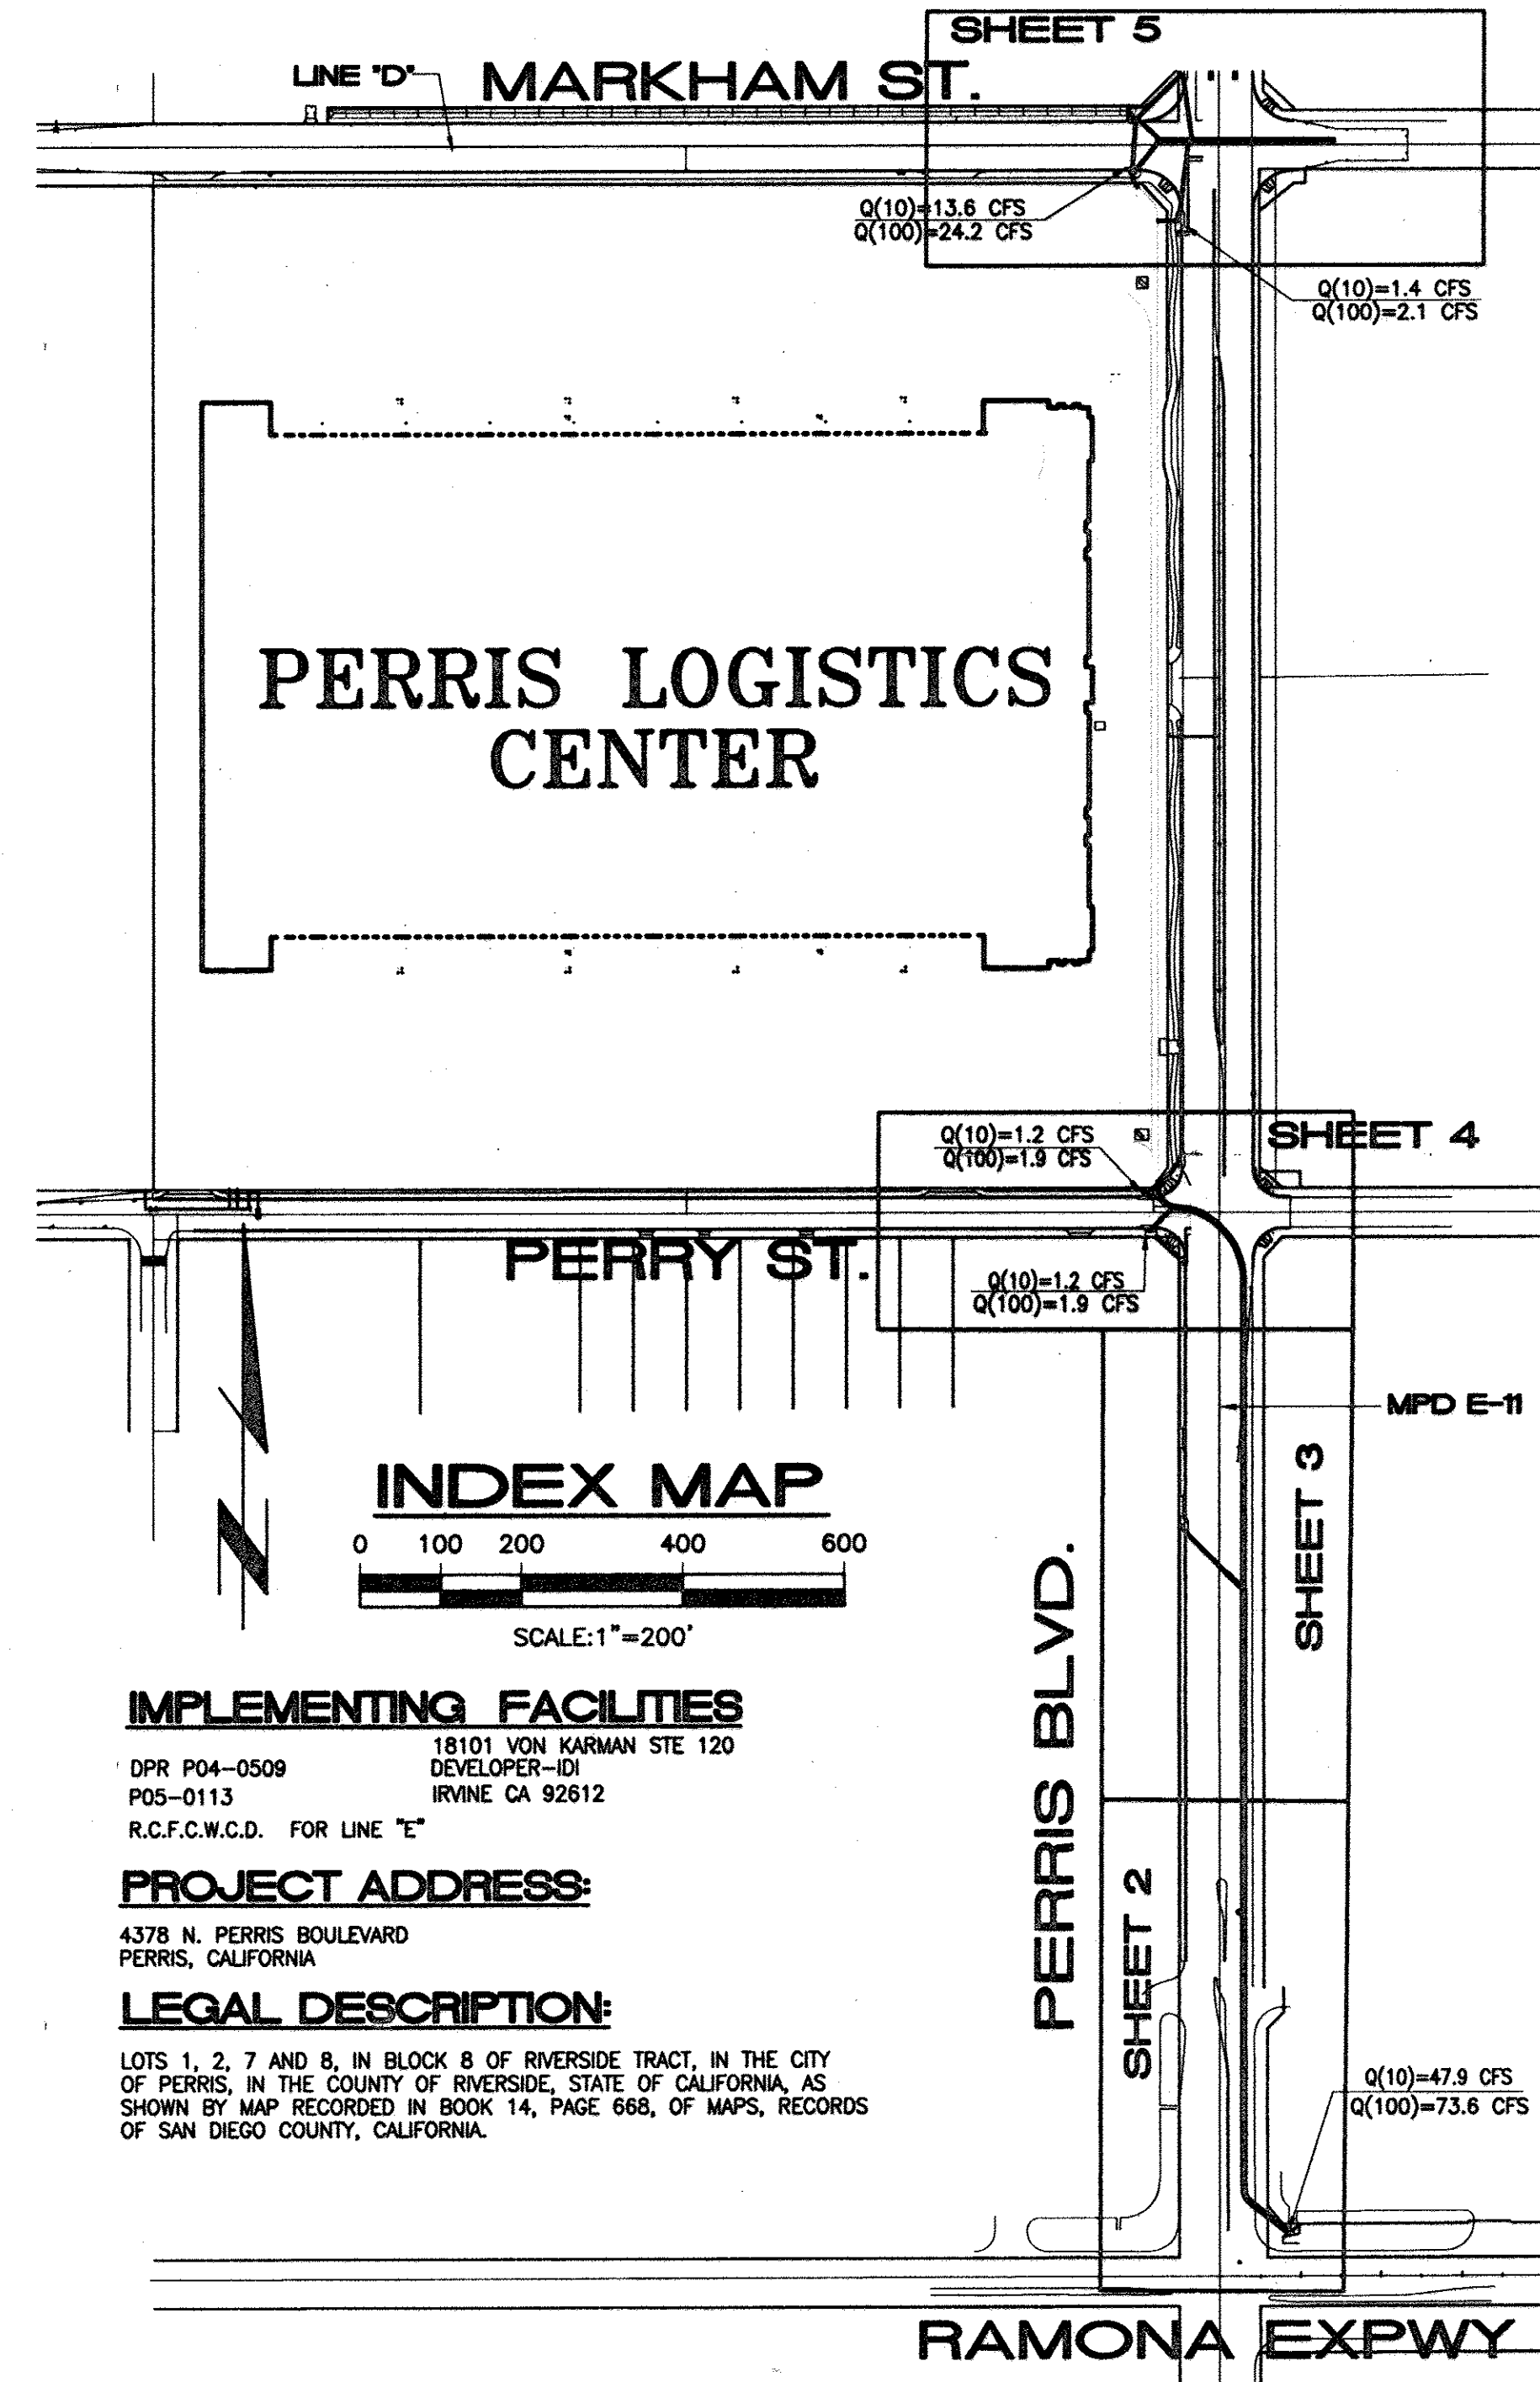 SHEET 5
LINE "D"
MARKHAM ST.
Q(10)=13.6 CFS
Q(100)=24.2 CFS
Q(10)=1.4 CFS
Q(100)=2.1 CFS
PERRIS LOGISTICS
CENTER
Q(10)=1.2 CFS
Q(100)=1.9 CFS
SHEET 4
PERRY ST.
Q(10)=1.2 CFS
Q(100)=1.9 CFS
MPD E-11
SHEET 3
N
INDEX MAP
0 100 200 400 600
SCALE:1"=200'
PERRIS BLVD.
IMPLEMENTING FACILITIES
18101 VON KARMAN STE 120
DPR P04-0509 DEVELOPER-IDI
P05-0113 IRVINE CA 92612
R.C.F.C.W.C.D. FOR LINE "E"
PROJECT ADDRESS:
4378 N. PERRIS BOULEVARD
PERRIS, CALIFORNIA
SHEET 2
LEGAL DESCRIPTION:
LOTS 1, 2, 7 AND 8, IN BLOCK 8 OF RIVERSIDE TRACT, IN THE CITY
OF PERRIS, IN THE COUNTY OF RIVERSIDE, STATE OF CALIFORNIA, AS
SHOWN BY MAP RECORDED IN BOOK 14, PAGE 668, OF MAPS, RECORDS
OF SAN DIEGO COUNTY, CALIFORNIA.
Q(10)=47.9 CFS
Q(100)=73.6 CFS
RAMONA EXPWY